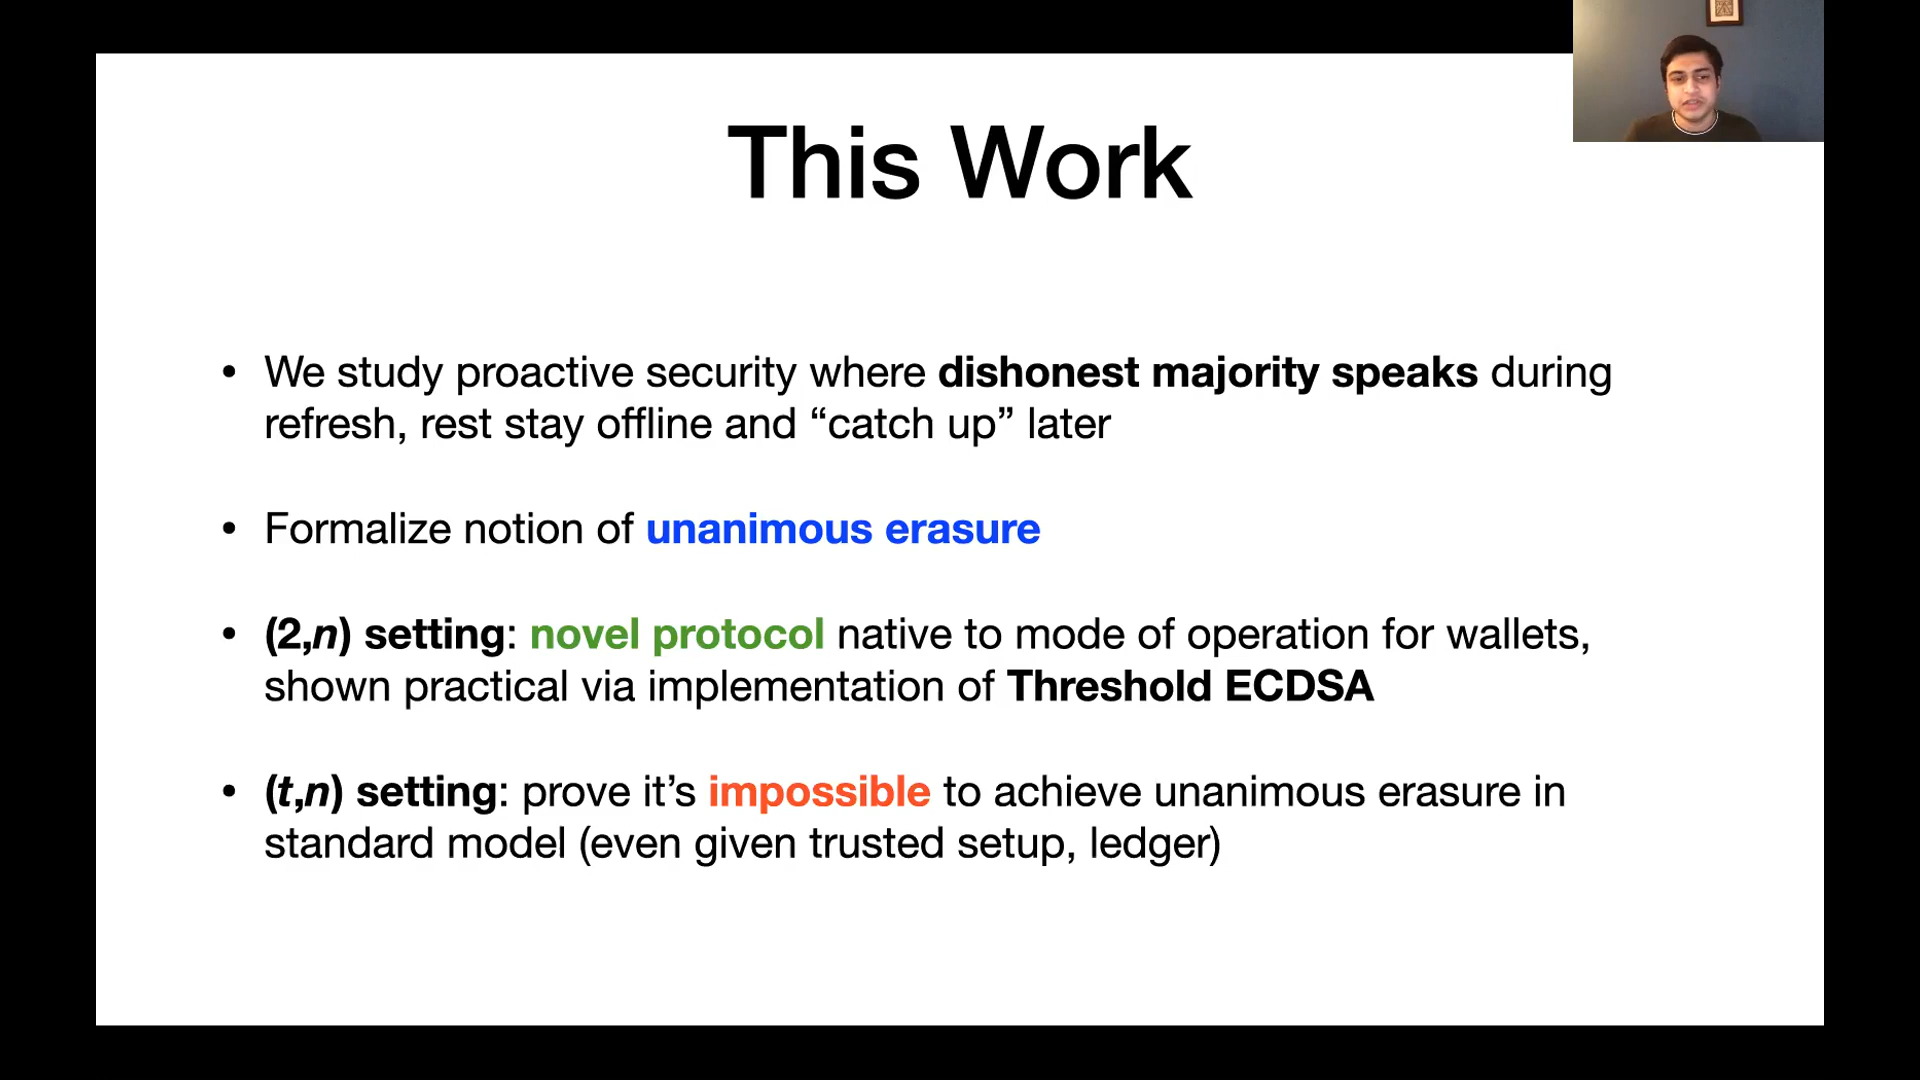 This Work
• We study proactive security where dishonest majority speaks during
refresh, rest stay offline and “catch up” later
• Formalize notion of unanimous erasure
• (2,n) setting: novel protocol native to mode of operation for wallets,
shown practical via implementation of Threshold ECDSA
• (t,n) setting: prove it’s impossible to achieve unanimous erasure in
standard model (even given trusted setup, ledger)